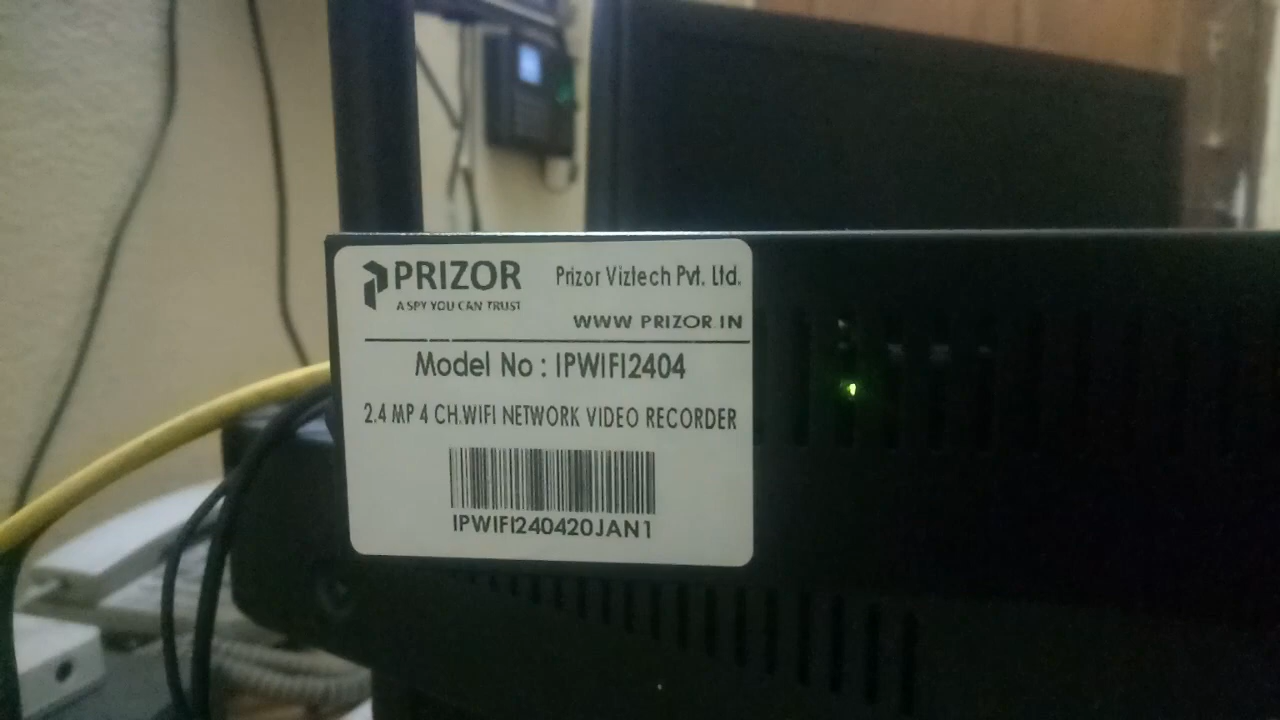 PRIZOR
A SPY YOU CAN TRUST
Prizor Viztech Pvt. Ltd.
WWW PRIZOR.IN
Model No : IPWIFI2404
2.4 MP 4 CH.WIFI NETWORK VIDEO RECORDER
IPWIFI240420JAN1